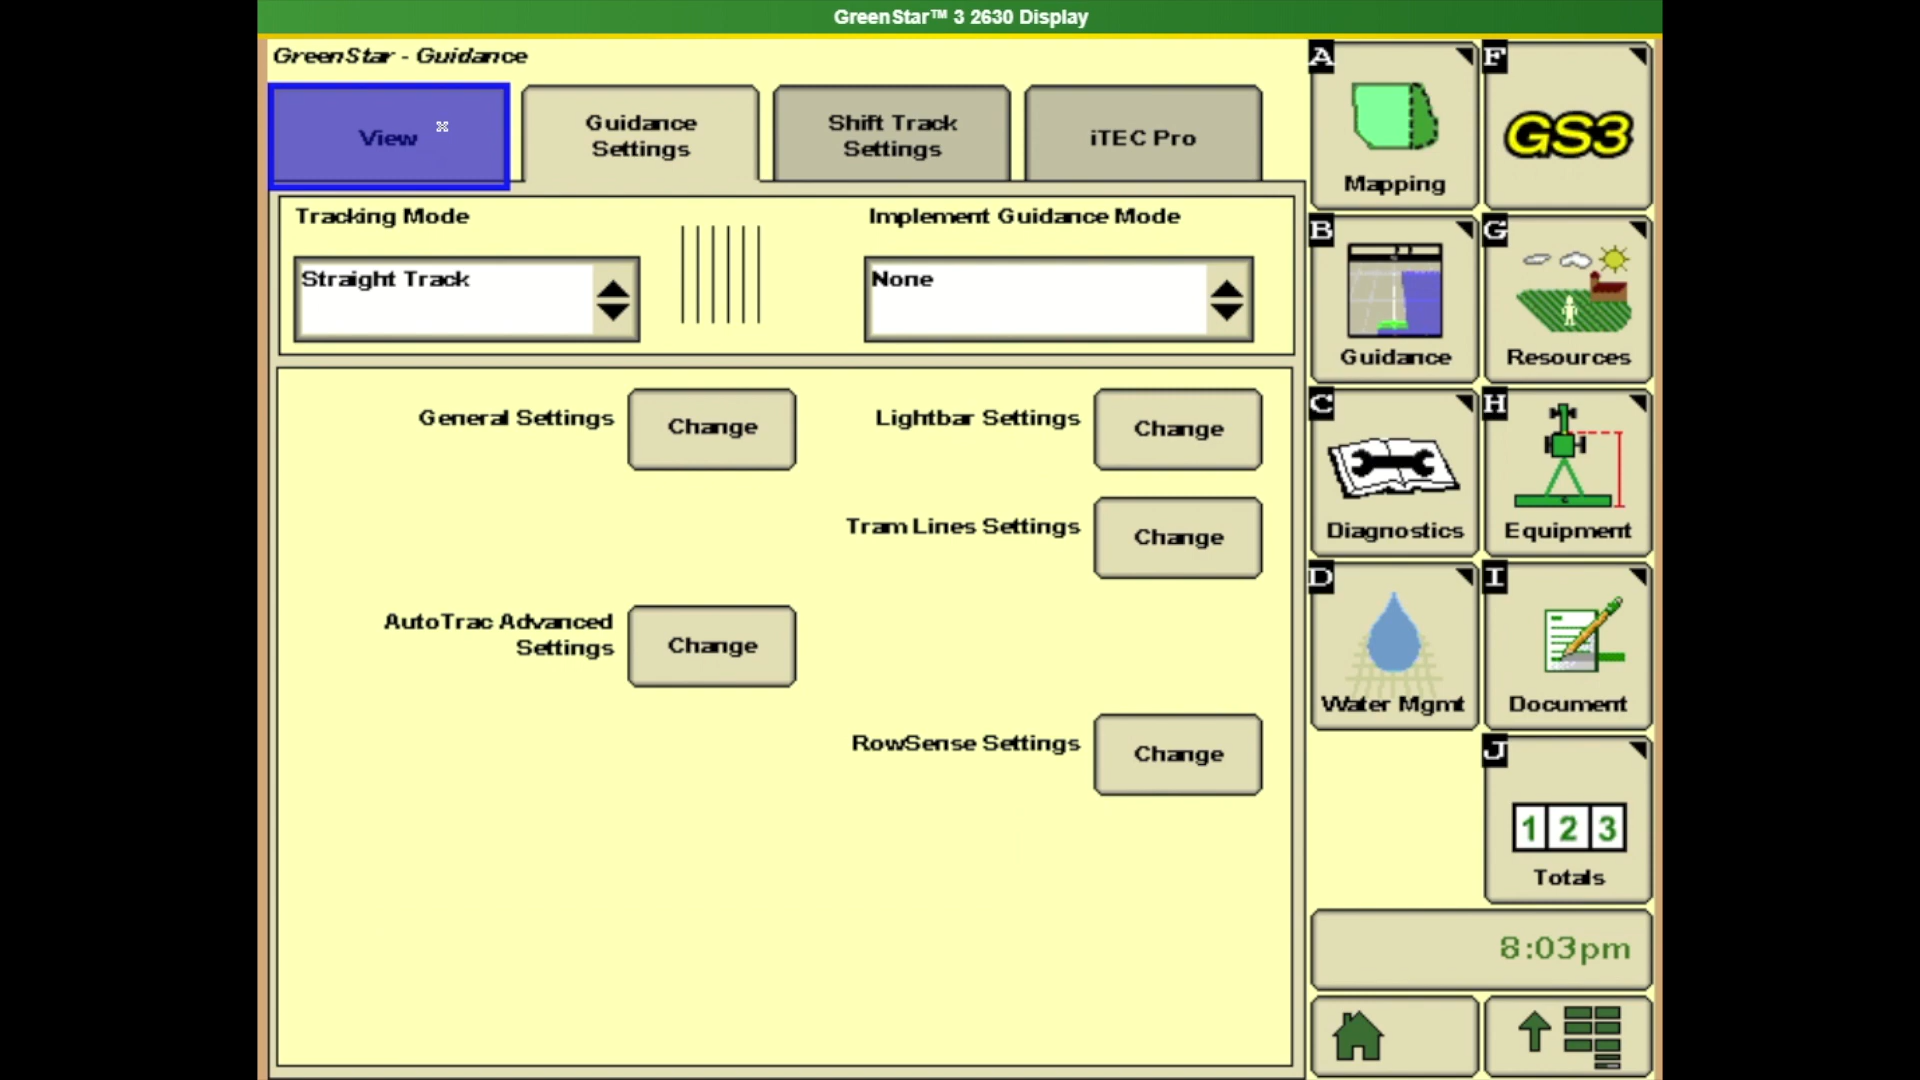 GreenStar™ 3 2630 Display
GreenStar - Guidance
View
Guidance
Settings
Shift Track
Settings
iTEC Pro
Tracking Mode
Straight Track
Implement Guidance Mode
None
General Settings
Change
Lightbar Settings
Change
Tram Lines Settings
Change
AutoTrac Advanced
Settings
Change
RowSense Settings
Change
A
Mapping
F
GS3
B
Guidance
G
Resources
C
Diagnostics
H
Equipment
D
Water Mgmt
I
Document
J
1 2 3
Totals
8:03pm